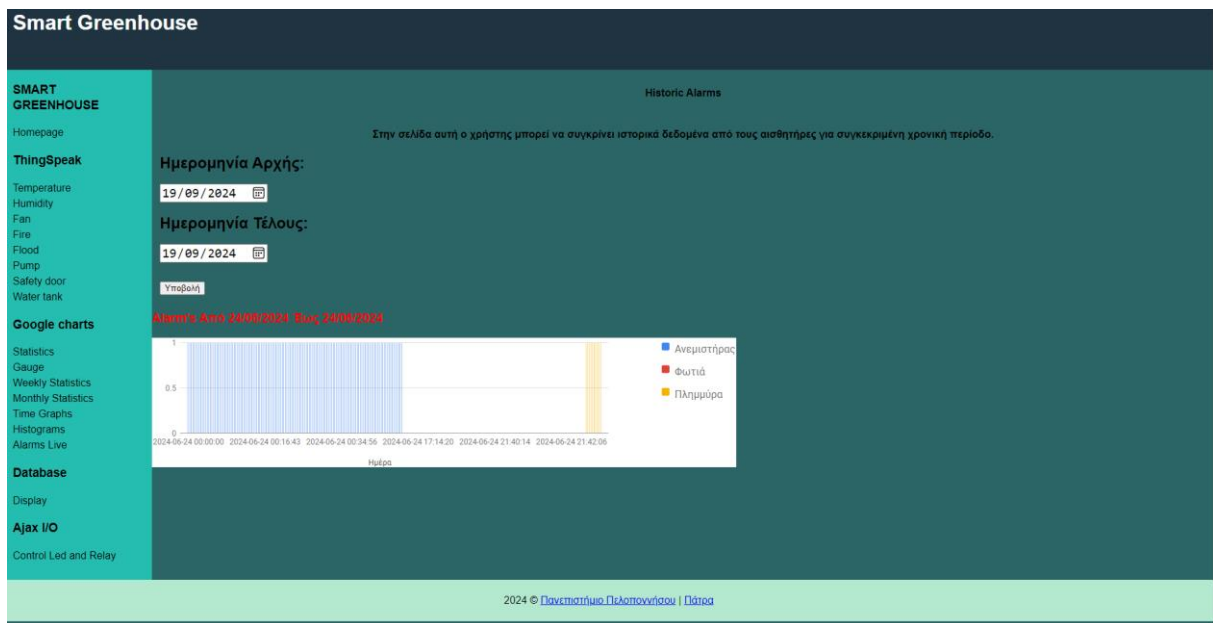 Smart Greenhouse
SMART
GREENHOUSE
Homepage
ThingSpeak
Temperature
Humidity
Fan
Fire
Flood
Pump
Safety door
Water tank
Google charts
Statistics
Gauge
Weekly Statistics
Monthly Statistics
Time Graphs
Histograms
Alarms Live
Database
Display
Ajax I/O
Control Led and Relay
Historic Alarms
Στην σελίδα αυτή ο χρήστης μπορεί να συγκρίνει ιστορικά δεδομένα από τους αισθητήρες για συγκεκριμένη χρονική περίοδο.
Ημερομηνία Αρχής:
19/09/2024
Ημερομηνία Τέλους:
19/09/2024
Υποβολή
Alarm's Από 24/06/2024 Έως 24/06/2024
1
0.5
0
2024-06-24 00:00:00 2024-06-24 00:16:43 2024-06-24 00:34:56 2024-06-24 17:14:20 2024-06-24 21:40:14 2024-06-24 21:42:06
Ημέρα
Ανεμιστήρας
Φωτιά
Πλημμύρα
2024 © Πανεπιστήμιο Πελοποννήσου | Πάτρα